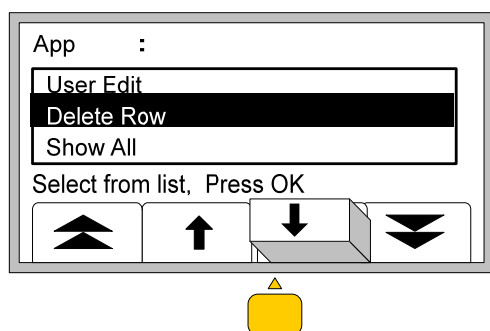 App :
User Edit
Delete Row
Show All
Select from list, Press OK